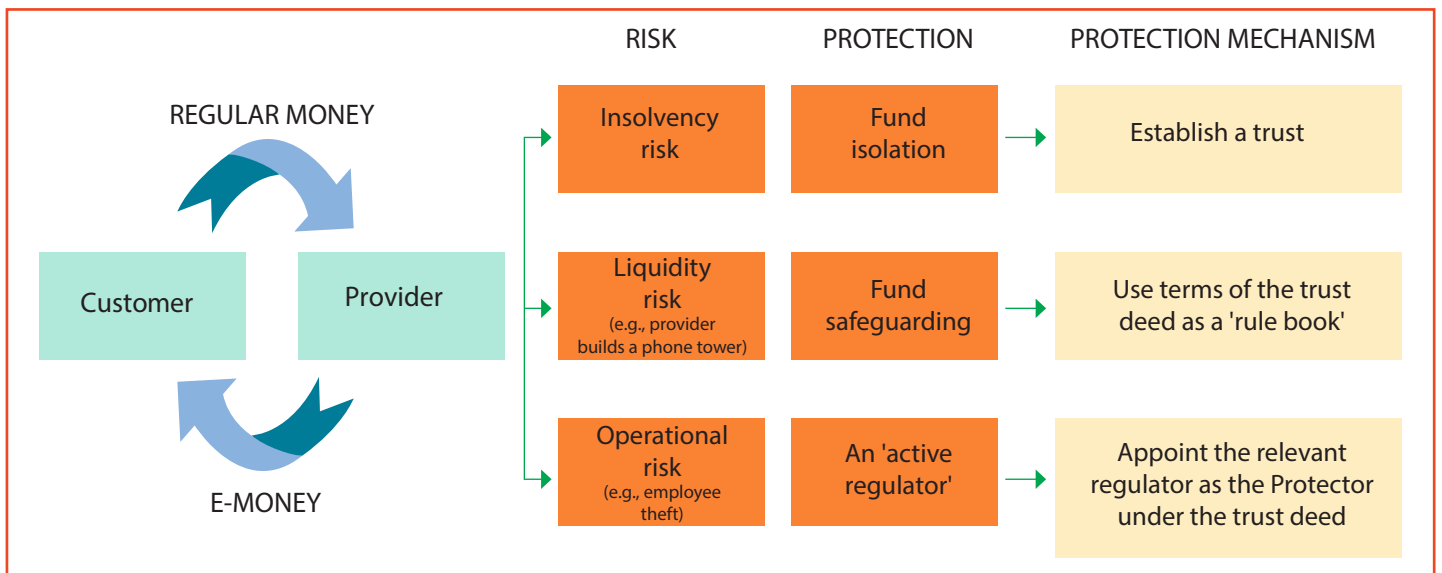 RISK
PROTECTION
PROTECTION MECHANISM
REGULAR MONEY
Customer
Provider
E-MONEY
Insolvency
risk
Fund
isolation
Establish a trust
Liquidity
risk
(e.g., provider
builds a phone tower)
Fund
safeguarding
Use terms of the trust
deed as a 'rule book'
Operational
risk
(e.g., employee
theft)
An 'active
regulator'
Appoint the relevant
regulator as the Protector
under the trust deed